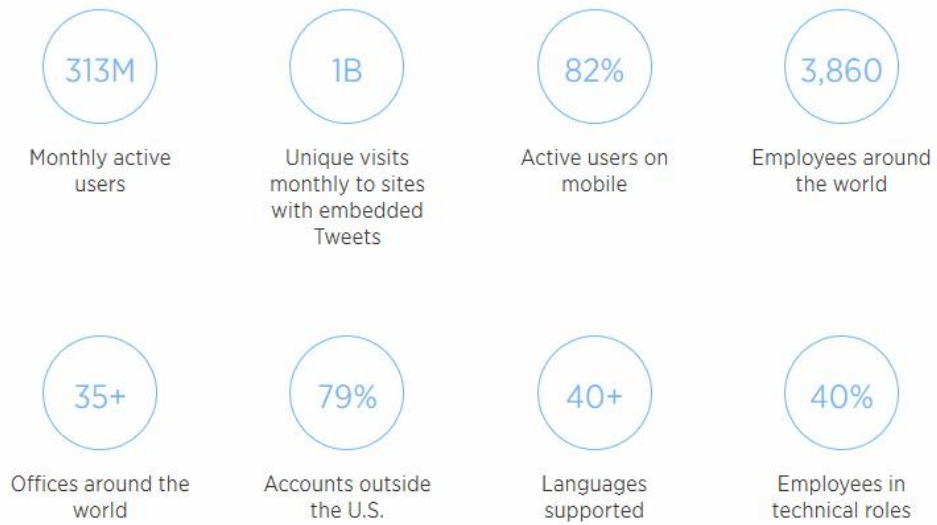 313M
1B
82%
3,860
Monthly active
users
Unique visits
monthly to sites
with embedded
Tweets
Active users on
mobile
Employees around
the world
35+
79%
40+
40%
Offices around the
world
Accounts outside
the U.S.
Languages
supported
Employees in
technical roles